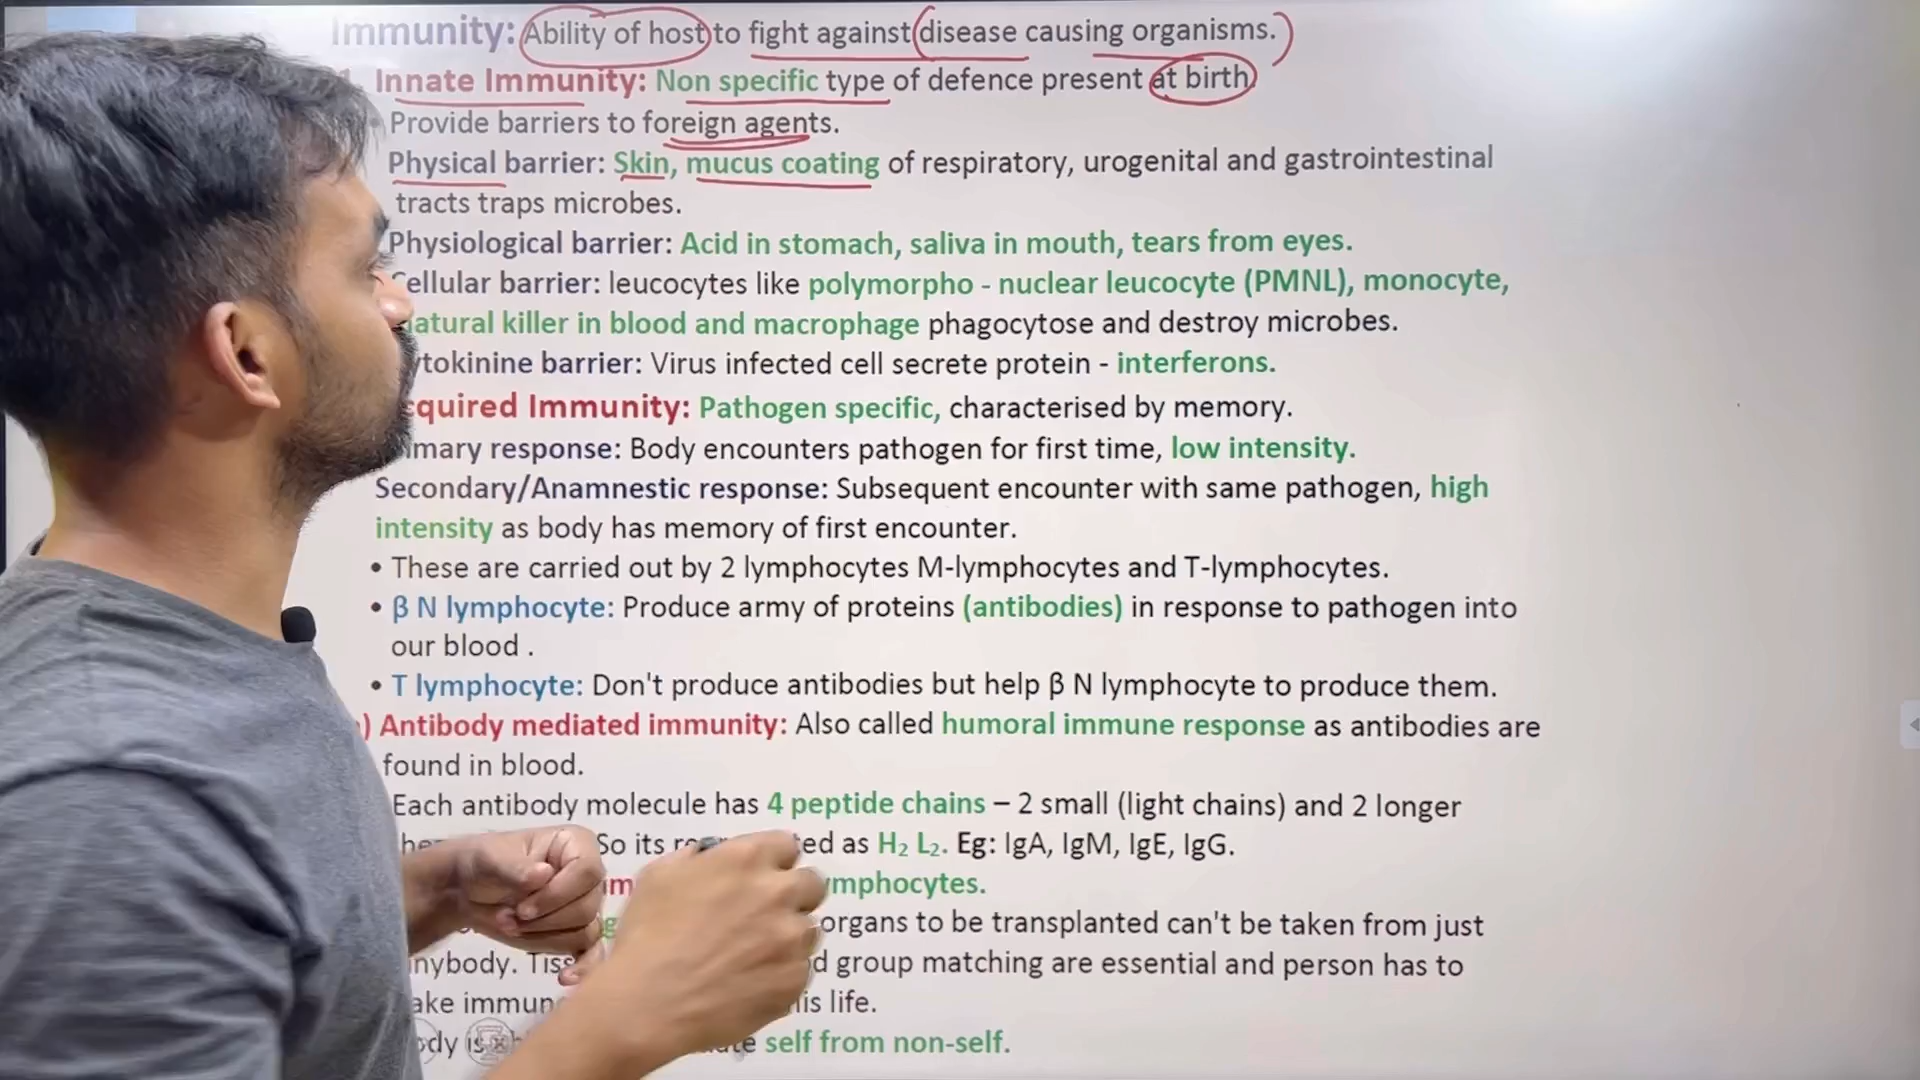 Immunity: Ability of host to fight against disease causing organisms.
Innate Immunity: Non specific type of defence present at birth
• Provide barriers to foreign agents.
Physical barrier: Skin, mucus coating of respiratory, urogenital and gastrointestinal
tracts traps microbes.
Physiological barrier: Acid in stomach, saliva in mouth, tears from eyes.
ellular barrier: leucocytes like polymorpho - nuclear leucocyte (PMNL), monocyte,
atural killer in blood and macrophage phagocytose and destroy microbes.
ytokinine barrier: Virus infected cell secrete protein - interferons.
cquired Immunity: Pathogen specific, characterised by memory.
mary response: Body encounters pathogen for first time, low intensity.
Secondary/Anamnestic response: Subsequent encounter with same pathogen, high
intensity as body has memory of first encounter.
• These are carried out by 2 lymphocytes M-lymphocytes and T-lymphocytes.
• β N lymphocyte: Produce army of proteins (antibodies) in response to pathogen into
our blood .
• T lymphocyte: Don't produce antibodies but help β N lymphocyte to produce them.
) Antibody mediated immunity: Also called humoral immune response as antibodies are
found in blood.
Each antibody molecule has 4 peptide chains – 2 small (light chains) and 2 longer
So its ted as H₂ L₂. Eg: IgA, IgM, IgE, IgG.
ymphocytes.
organs to be transplanted can't be taken from just
nybody. group matching are essential and person has to
ake immun is life.
self from non-self.